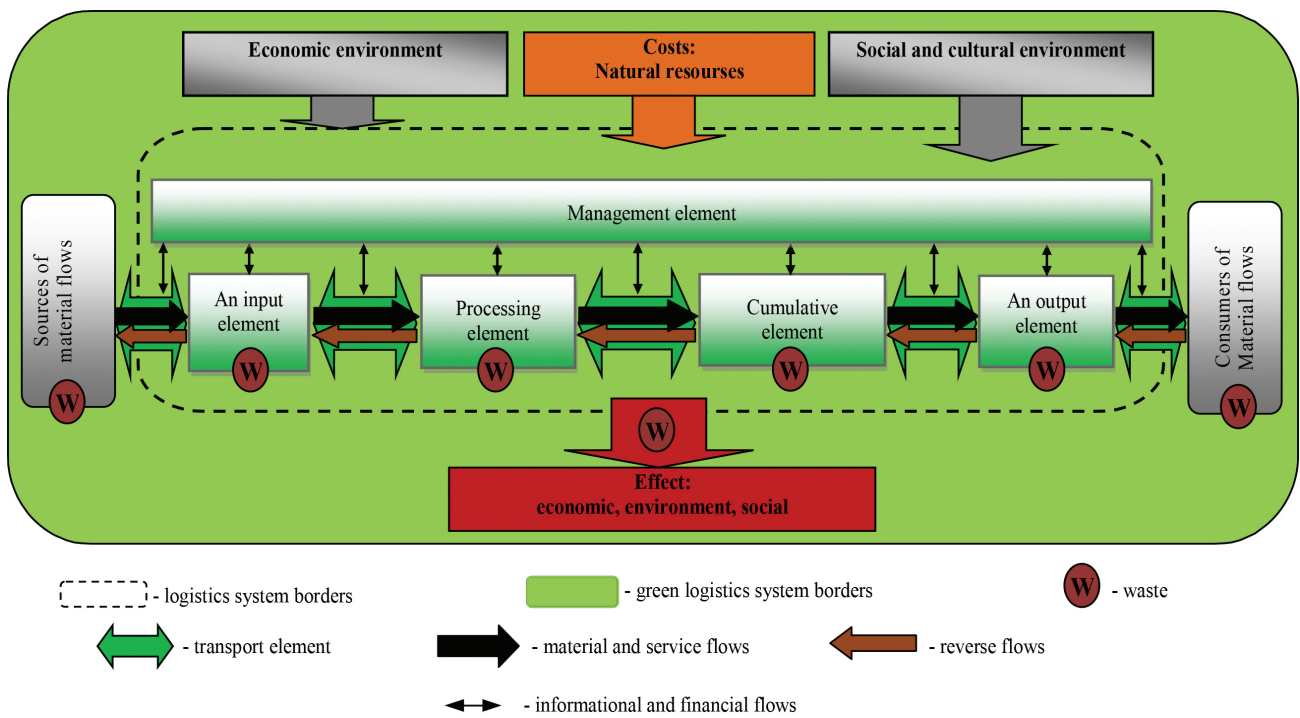 Economic environment
Costs:
Natural resourses
Social and cultural environment
Management element
Sources of
material flows
An input
element
Processing
element
Cumulative
element
An output
element
Consumers of
Material flows
W
W
W
W
W
W
W
Effect:
economic, environment, social
- logistics system borders
- green logistics system borders
W
- waste
- transport element
- material and service flows
- reverse flows
- informational and financial flows